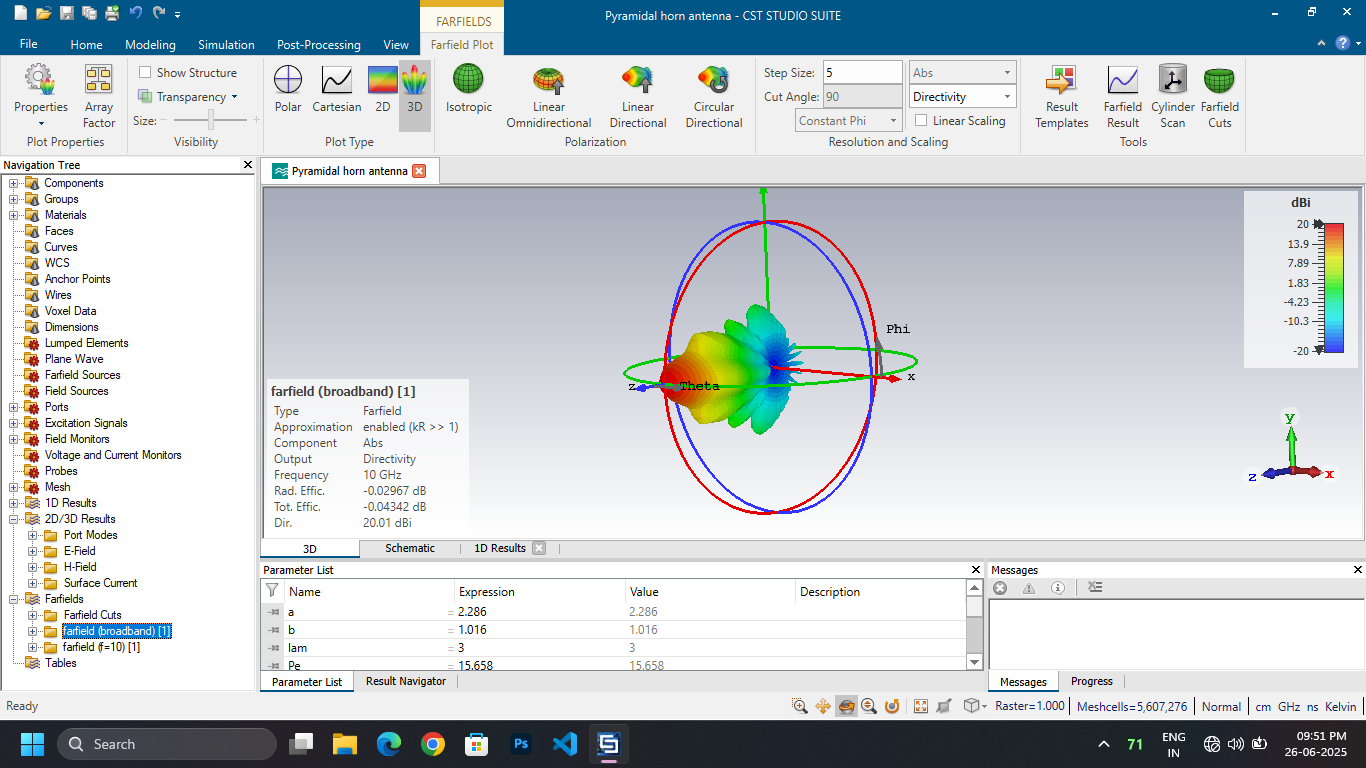 Pyramidal horn antenna - CST STUDIO SUITE
FARFIELDS
File
Home
Modeling
Simulation
Post-Processing
View
Farfield Plot
Properties
Array Factor
Plot Properties
Show Structure
Transparency
Size:
Visibility
Polar
Cartesian
2D
3D
Plot Type
Isotropic
Linear Omnidirectional
Linear Directional
Circular Directional
Polarization
Step Size: 5
Cut Angle: 90
Constant Phi
Abs
Directivity
Linear Scaling
Resolution and Scaling
Result Templates
Farfield Result
Cylinder Scan
Farfield Cuts
Tools
Navigation Tree
Components
Groups
Materials
Faces
Curves
WCS
Anchor Points
Wires
Voxel Data
Dimensions
Lumped Elements
Plane Wave
Farfield Sources
Field Sources
Ports
Excitation Signals
Field Monitors
Voltage and Current Monitors
Probes
Mesh
1D Results
2D/3D Results
Port Modes
E-Field
H-Field
Surface Current
Farfields
Farfield Cuts
farfield (broadband) [1]
farfield (f=10) [1]
Tables
Pyramidal horn antenna
Phi
x
z
Theta
dBi
20
13.9
7.89
1.83
-4.23
-10.3
-20
y
z
x
farfield (broadband) [1]
Type Farfield
Approximation enabled (kR >> 1)
Component Abs
Output Directivity
Frequency 10 GHz
Rad. Effic. -0.02967 dB
Tot. Effic. -0.04342 dB
Dir. 20.01 dBi
3D
Schematic
1D Results
Parameter List
Name Expression Value Description
a = 2.286 2.286
b = 1.016 1.016
lam = 3 3
Pe = 15.658 15.658
Parameter List
Result Navigator
Messages
Messages
Progress
Ready
Raster=1.000
Meshcells=5,607,276
Normal
cm GHz ns Kelvin
Search
Ps
71
ENG
IN
09:51 PM
26-06-2025